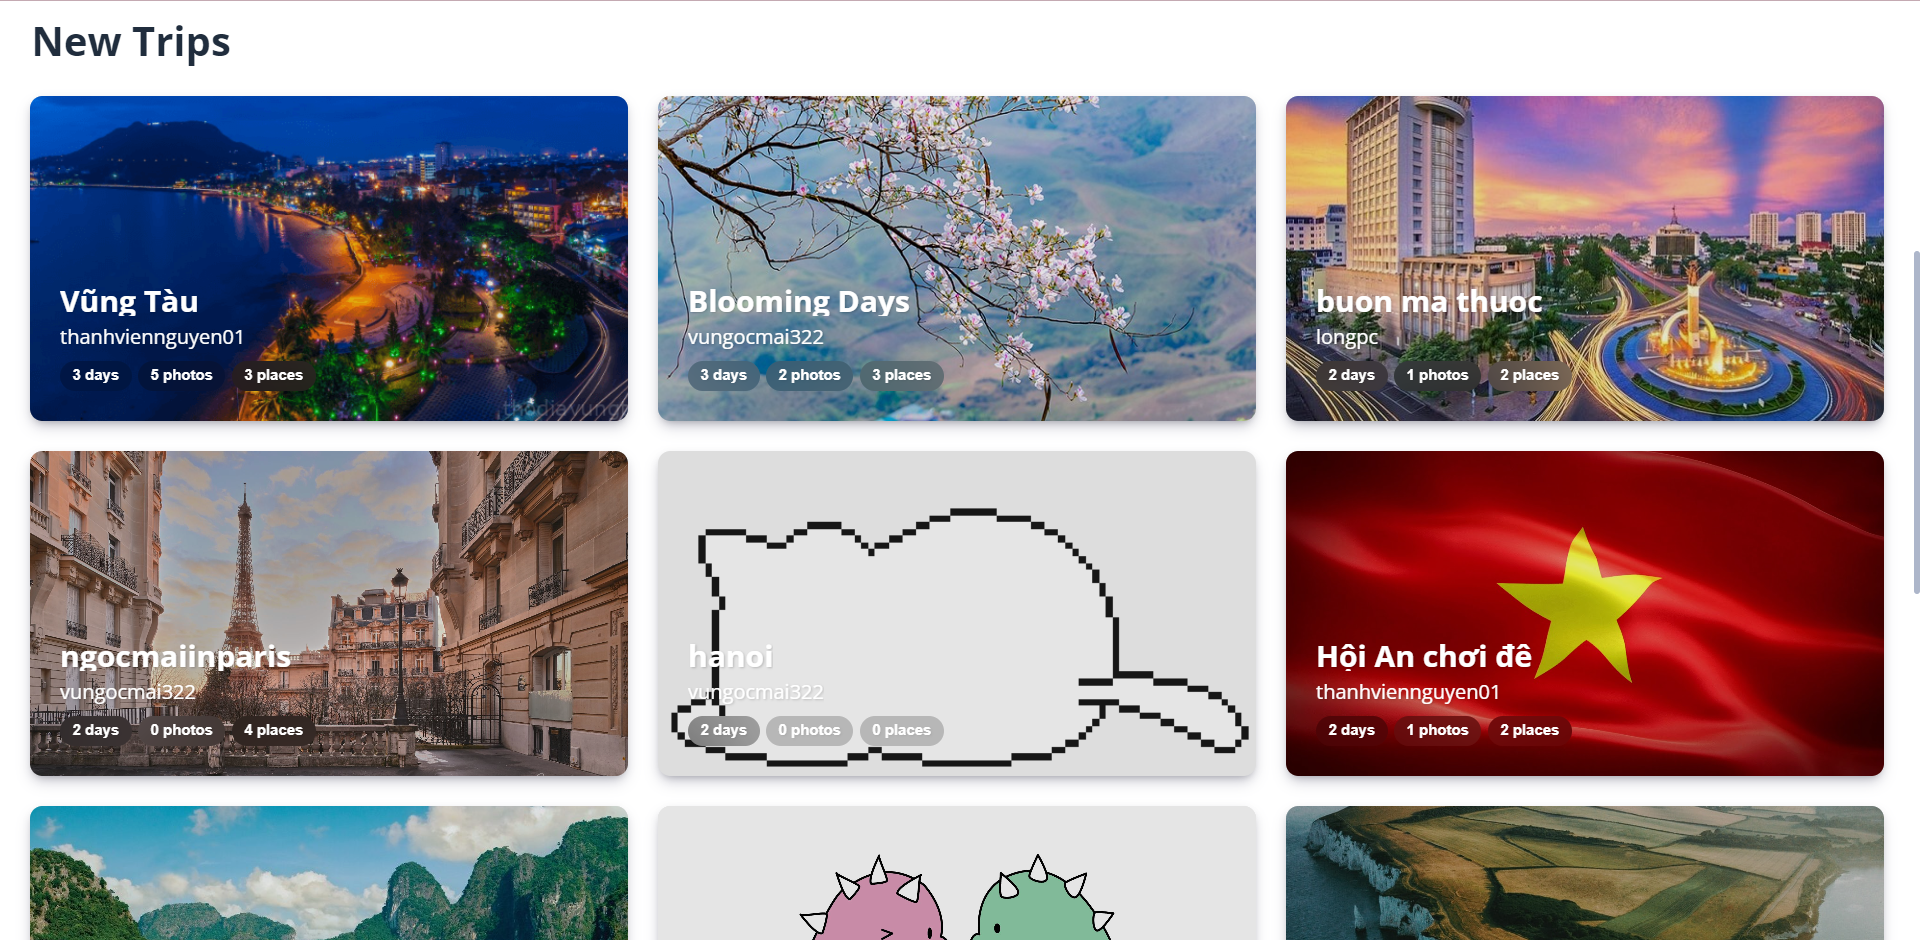 New Trips
Vũng Tàu
thanhviennguyen01
3 days 5 photos 3 places
Blooming Days
vungocmai322
3 days 2 photos 3 places
buon ma thuoc
longpc
2 days 1 photos 2 places
ngocmaiinparis
vungocmai322
2 days 0 photos 4 places
hanoi
vungocmai322
2 days 0 photos 0 places
Hội An chơi đê
thanhviennguyen01
2 days 1 photos 2 places